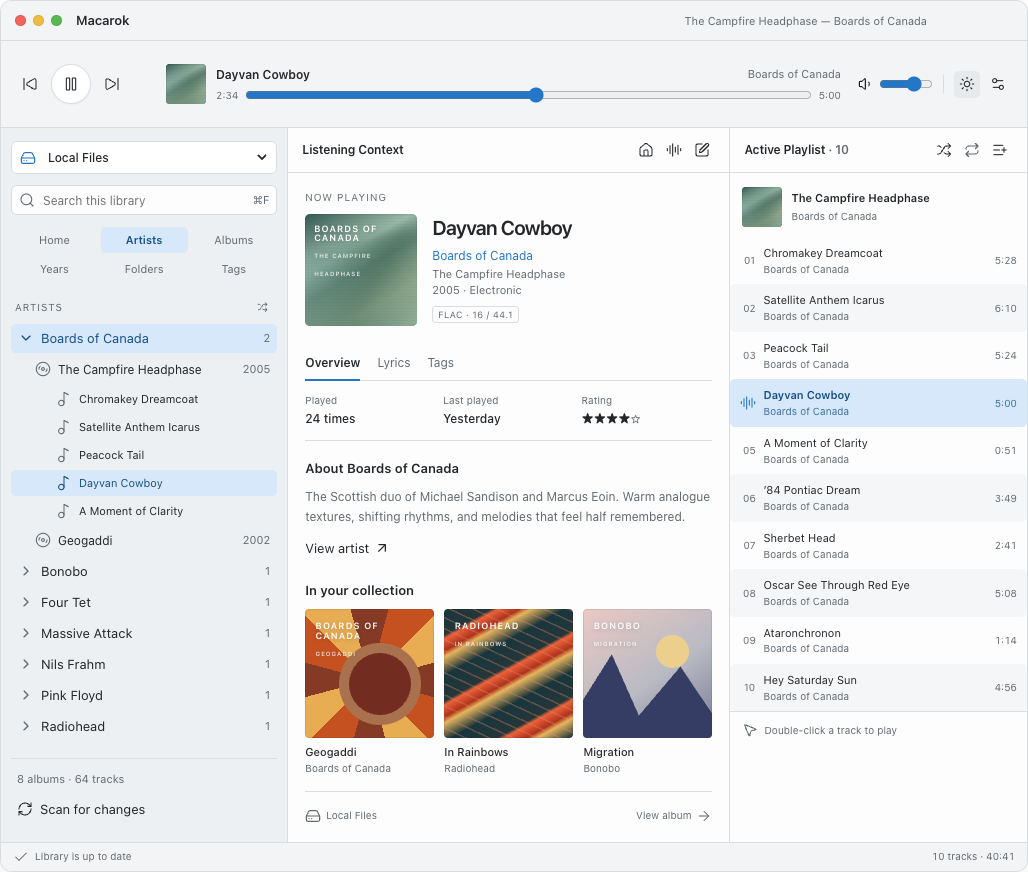 Macarok
The Campfire Headphase — Boards of Canada
Dayvan Cowboy
Boards of Canada
2:34
5:00
Local Files
Search this library
⌘F
Home
Artists
Albums
Years
Folders
Tags
ARTISTS
Boards of Canada 2
The Campfire Headphase 2005
Chromakey Dreamcoat
Satellite Anthem Icarus
Peacock Tail
Dayvan Cowboy
A Moment of Clarity
Geogaddi 2002
Bonobo 1
Four Tet 1
Massive Attack 1
Nils Frahm 1
Pink Floyd 1
Radiohead 1
8 albums · 64 tracks
Scan for changes
Listening Context
NOW PLAYING
BOARDS OF
CANADA
THE CAMPFIRE
HEADPHASE
Dayvan Cowboy
Boards of Canada
The Campfire Headphase
2005 · Electronic
FLAC · 16 / 44.1
Overview
Lyrics
Tags
Played
24 times
Last played
Yesterday
Rating
★★★★☆
About Boards of Canada
The Scottish duo of Michael Sandison and Marcus Eoin. Warm analogue
textures, shifting rhythms, and melodies that feel half remembered.
View artist
In your collection
BOARDS OF
CANADA
GEOGADDI
Geogaddi
Boards of Canada
RADIOHEAD
IN RAINBOWS
In Rainbows
Radiohead
BONOBO
MIGRATION
Migration
Bonobo
Local Files
View album
Active Playlist · 10
The Campfire Headphase
Boards of Canada
01 Chromakey Dreamcoat 5:28
Boards of Canada
02 Satellite Anthem Icarus 6:10
Boards of Canada
03 Peacock Tail 5:24
Boards of Canada
Dayvan Cowboy 5:00
Boards of Canada
05 A Moment of Clarity 0:51
Boards of Canada
06 ’84 Pontiac Dream 3:49
Boards of Canada
07 Sherbet Head 2:41
Boards of Canada
08 Oscar See Through Red Eye 5:08
Boards of Canada
09 Ataronchronon 1:14
Boards of Canada
10 Hey Saturday Sun 4:56
Boards of Canada
Double-click a track to play
Library is up to date
10 tracks · 40:41